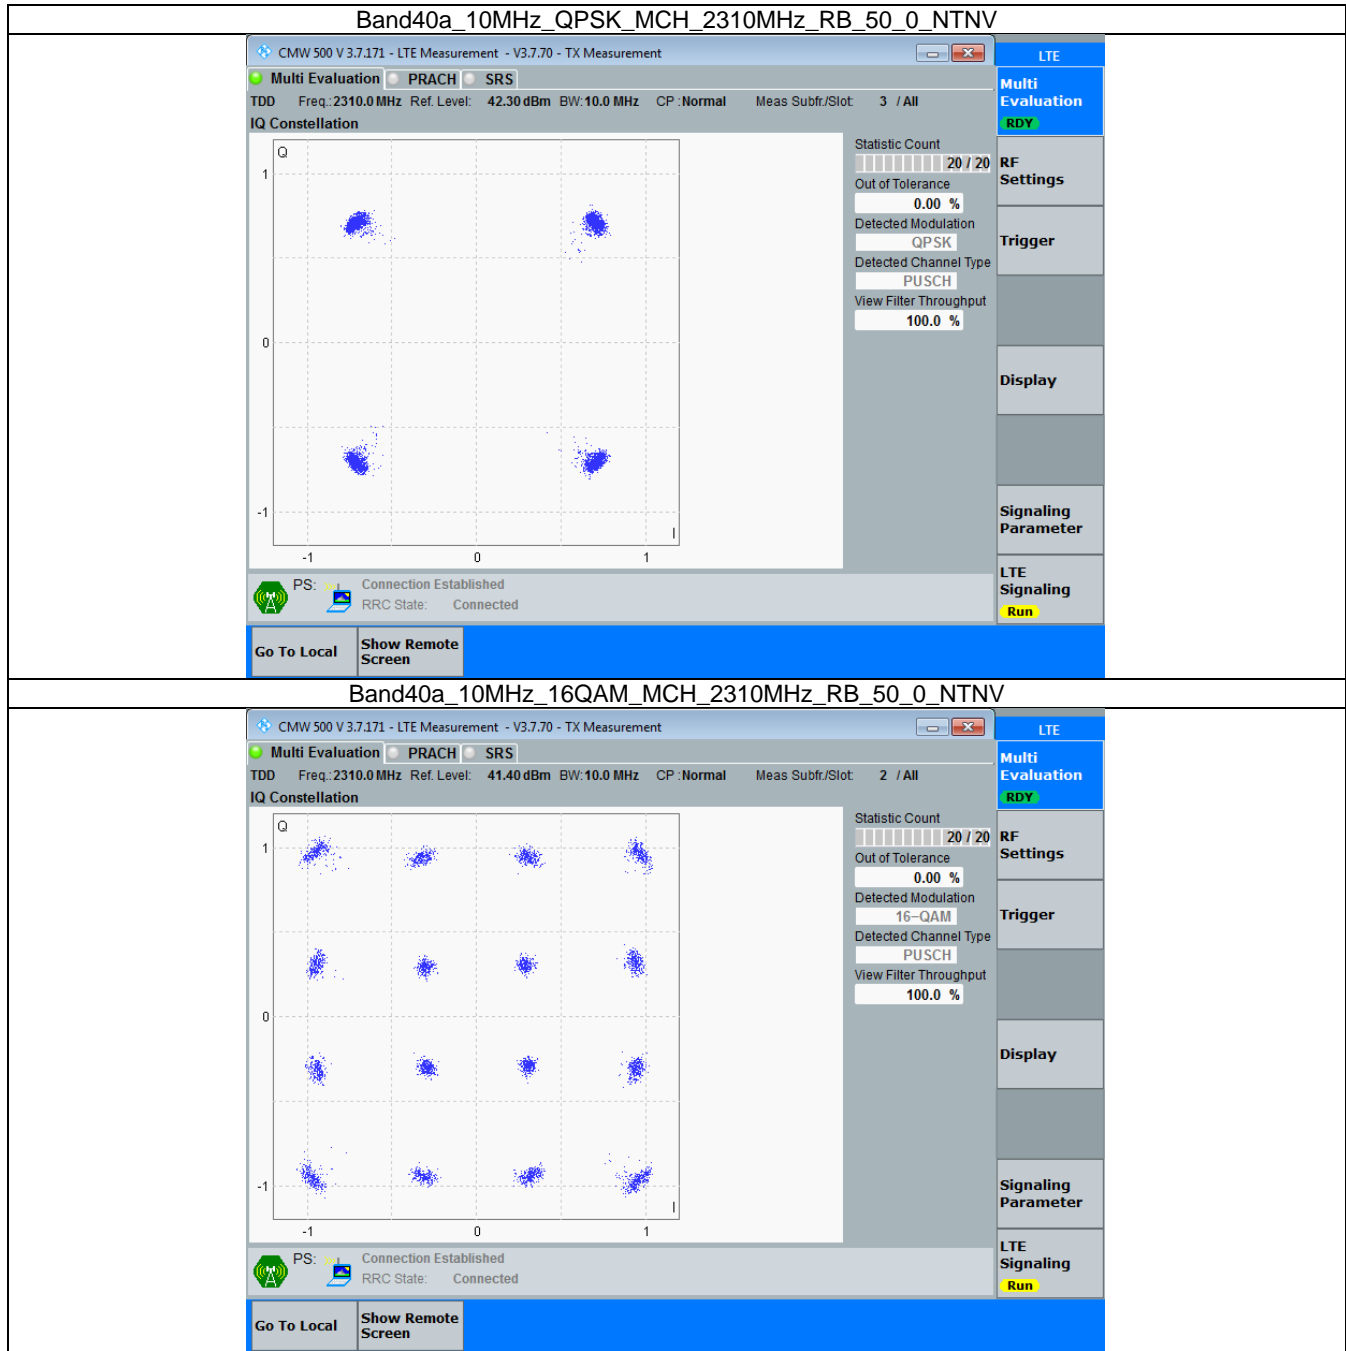 Band40a_10MHz_QPSK_MCH_2310MHz_RB_50_0_NTNV
CMW 500 V 3.7.171 - LTE Measurement - V3.7.70 - TX Measurement
LTE
Multi Evaluation PRACH SRS
Multi
Evaluation
RDY
TDD Freq.:2310.0 MHz Ref. Level: 42.30 dBm BW:10.0 MHz CP :Normal Meas Subfr./Slot: 3 / All
IQ Constellation
Q
1
0
-1
-1 0 1
I
Statistic Count
20 / 20
Out of Tolerance
0.00 %
Detected Modulation
QPSK
Detected Channel Type
PUSCH
View Filter Throughput
100.0 %
RF
Settings
Trigger
Display
Signaling
Parameter
LTE
Signaling
Run
PS: Connection Established
RRC State: Connected
Go To Local
Show Remote
Screen
Band40a_10MHz_16QAM_MCH_2310MHz_RB_50_0_NTNV
CMW 500 V 3.7.171 - LTE Measurement - V3.7.70 - TX Measurement
LTE
Multi Evaluation PRACH SRS
Multi
Evaluation
RDY
TDD Freq.:2310.0 MHz Ref. Level: 41.40 dBm BW:10.0 MHz CP :Normal Meas Subfr./Slot: 2 / All
IQ Constellation
Q
1
0
-1
-1 0 1
I
Statistic Count
20 / 20
Out of Tolerance
0.00 %
Detected Modulation
16-QAM
Detected Channel Type
PUSCH
View Filter Throughput
100.0 %
RF
Settings
Trigger
Display
Signaling
Parameter
LTE
Signaling
Run
PS: Connection Established
RRC State: Connected
Go To Local
Show Remote
Screen